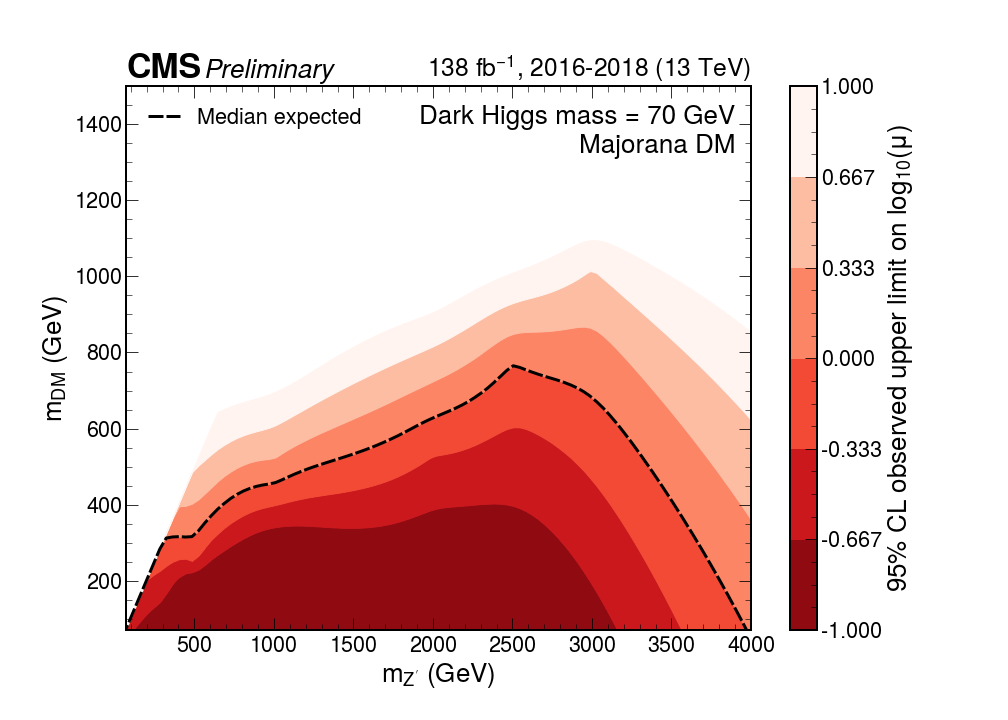 CMS Preliminary 138 fb⁻¹, 2016-2018 (13 TeV)
Median expected
Dark Higgs mass = 70 GeV
Majorana DM
1400
1200
1000
800
600
400
200
m_DM (GeV)
500 1000 1500 2000 2500 3000 3500 4000
m_Z′ (GeV)
1.000
0.667
0.333
0.000
-0.333
-0.667
-1.000
95% CL observed upper limit on log₁₀(μ)